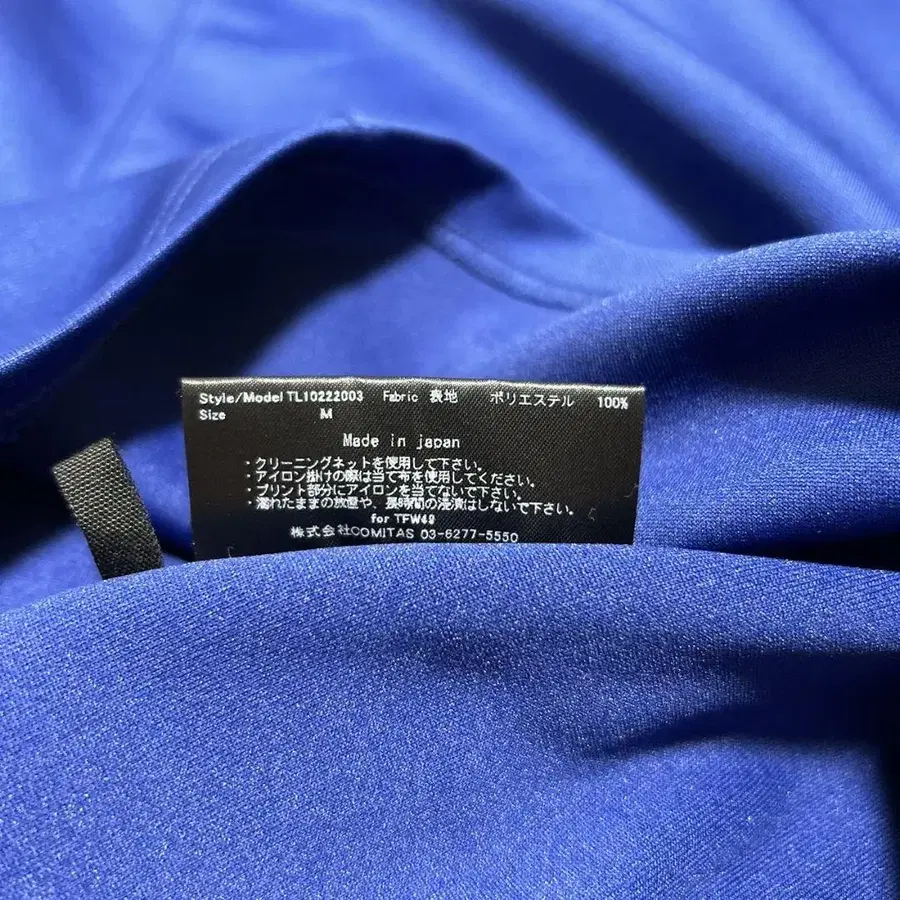 Style/Model TL10222003 Fabric 表地 ポリエステル 100%
Size M
Made in japan
・クリーニングネットを使用して下さい。
・アイロン掛けの際は当て布を使用してください。
・プリント部分にアイロンを当てないで下さい。
・濡れたままの放置や、長時間の浸漬はしないで下さい。
for TFW49
株式会社COMITAS 03-6277-5550